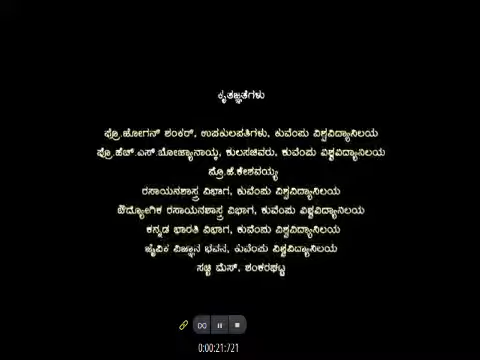 ಕೃತಜ್ಞತೆಗಳು
ಪ್ರೊ.ಜೋಗನ್ ಶಂಕರ್, ಉಪಕುಲಪತಿಗಳು, ಕುವೆಂಪು ವಿಶ್ವವಿದ್ಯಾನಿಲಯ
ಪ್ರೊ.ಹೆಚ್.ಎಸ್.ಬೋಜ್ಯಾನಾಯ್ಕ, ಕುಲಸಚಿವರು, ಕುವೆಂಪು ವಿಶ್ವವಿದ್ಯಾನಿಲಯ
ಪ್ರೊ.ಹೆ.ಕೇಶವಯ್ಯ
ರಸಾಯನಶಾಸ್ತ್ರ ವಿಭಾಗ, ಕುವೆಂಪು ವಿಶ್ವವಿದ್ಯಾನಿಲಯ
ಔದ್ಯೋಗಿಕ ರಸಾಯನಶಾಸ್ತ್ರ ವಿಭಾಗ, ಕುವೆಂಪು ವಿಶ್ವವಿದ್ಯಾನಿಲಯ
ಕನ್ನಡ ಭಾರತಿ ವಿಭಾಗ, ಕುವೆಂಪು ವಿಶ್ವವಿದ್ಯಾನಿಲಯ
ಜೈವಿಕ ವಿಜ್ಞಾನ ಭವನ, ಕುವೆಂಪು ವಿಶ್ವವಿದ್ಯಾನಿಲಯ
ಮೆಸ್, ಶಂಕರಘಟ್ಟ
0:00:21:721